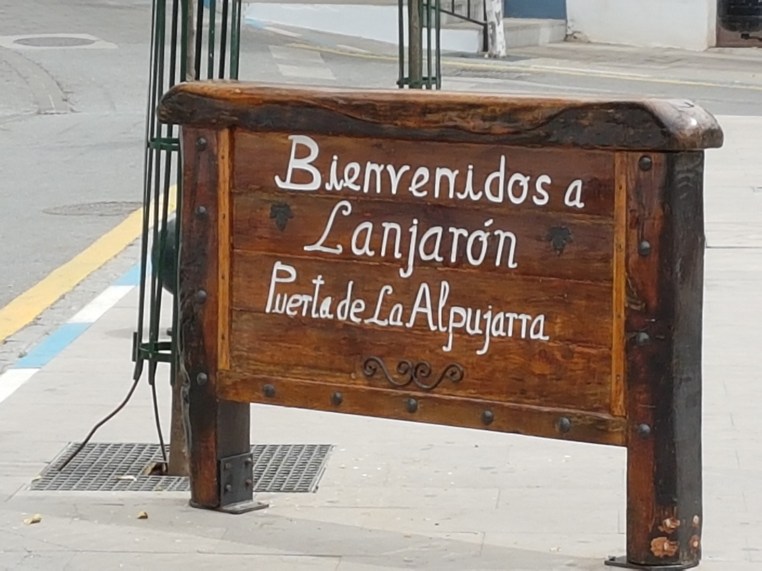 Bienvenidos a
Lanjarón
Puerta de La Alpujarra